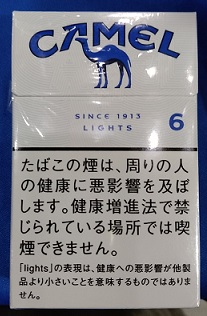 CAMEL
SINCE 1913
LIGHTS
6
たばこの煙は、周りの人
の健康に悪影響を及ぼ
します。健康増進法で禁
じられている場所では喫
煙できません。
「lights」の表現は、健康への悪影響が他製
品より小さいことを意味するものではありま
せん。